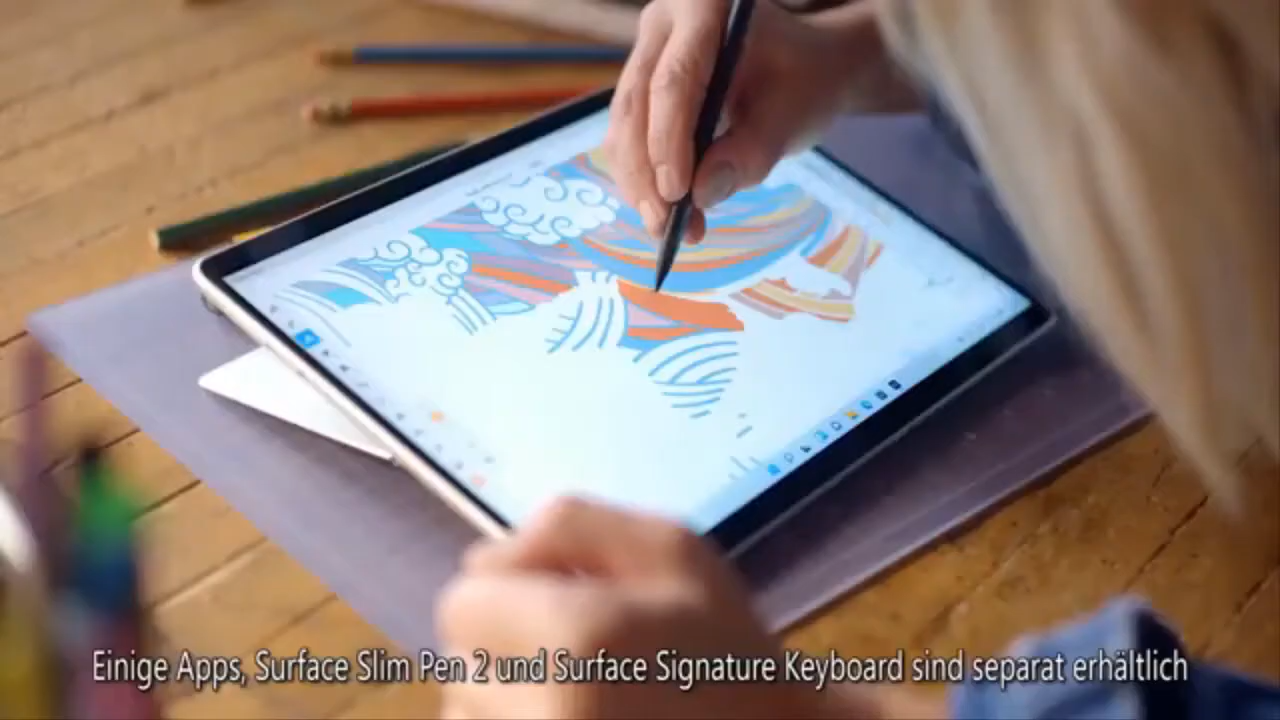 Einige Apps, Surface Slim Pen 2 und Surface Signature Keyboard sind separat erhältlich